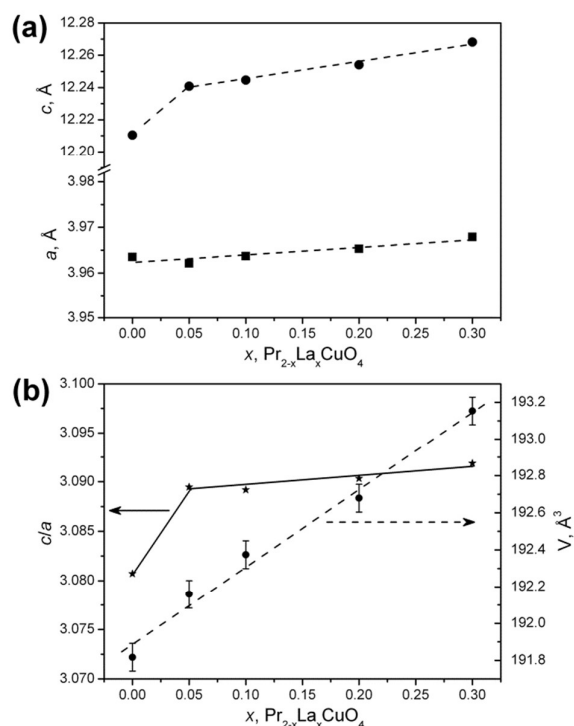 (a)
12.28
12.26
12.24
12.22
12.20
c, Å
3.98
3.97
3.96
3.95
a, Å
0.00 0.05 0.10 0.15 0.20 0.25 0.30
x, Pr₂₋ₓLaₓCuO₄
(b)
3.100
3.095
3.090
3.085
3.080
3.075
3.070
c/a
193.2
193.0
192.8
192.6
192.4
192.2
192.0
191.8
V, Å³
0.00 0.05 0.10 0.15 0.20 0.25 0.30
x, Pr₂₋ₓLaₓCuO₄